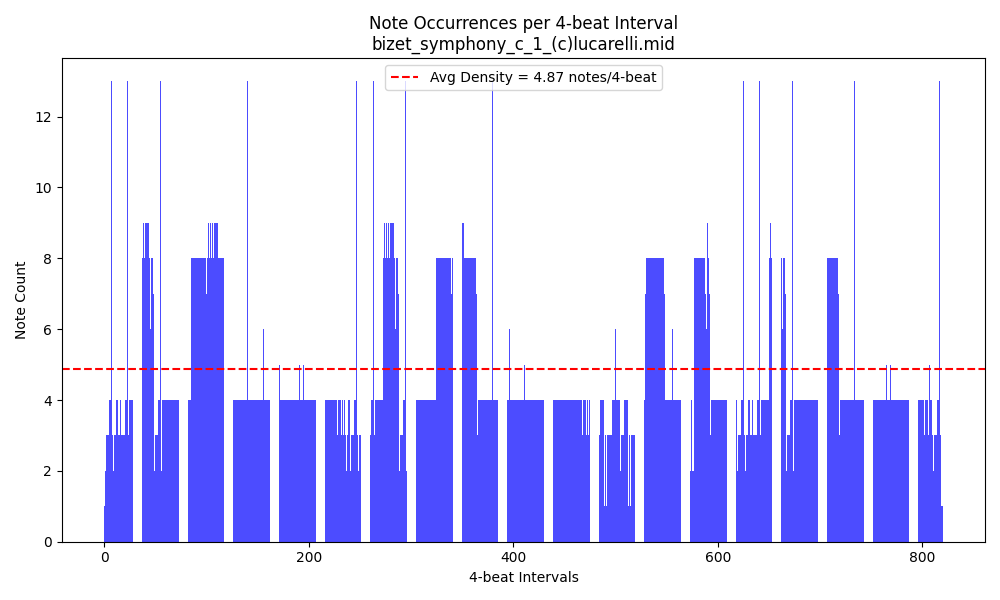 Note Occurrences per 4-beat Interval
bizet_symphony_c_1_(c)lucarelli.mid
Avg Density = 4.87 notes/4-beat
Note Count
12
10
8
6
4
2
0
0
200
400
600
800
4-beat Intervals